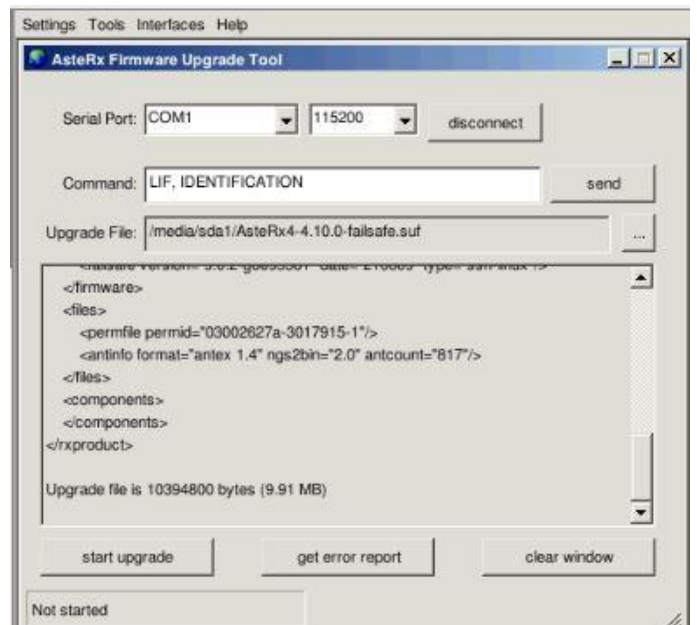 Settings Tools Interfaces Help
AsteRx Firmware Upgrade Tool
Serial Port: COM1 115200 disconnect
Command: LIF, IDENTIFICATION send
Upgrade File: /media/sda1/AsteRx4-4.10.0-failsafe.suf ...
</firmware>
<files>
<permfile permid="03002627a-3017915-1"/>
<antinfo format="antex 1.4" ngs2bin="2.0" antcount="817"/>
</files>
<components>
</components>
</rxproduct>
Upgrade file is 10394800 bytes (9.91 MB)
start upgrade get error report clear window
Not started